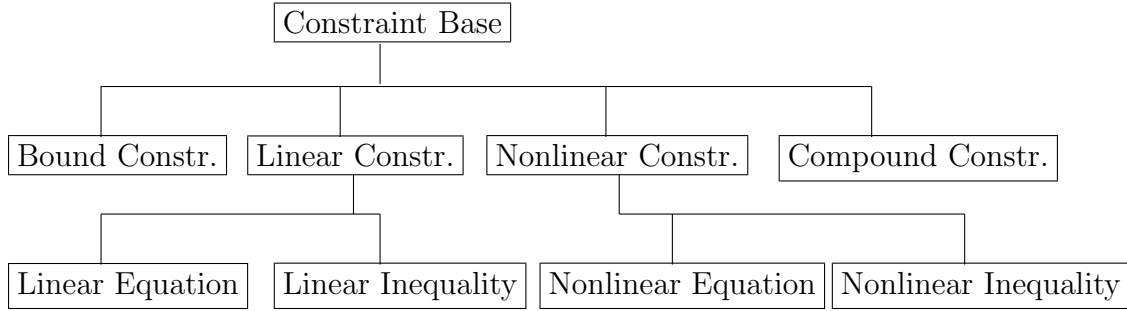 Constraint Base
Bound Constr.
Linear Constr.
Nonlinear Constr.
Compound Constr.
Linear Equation
Linear Inequality
Nonlinear Equation
Nonlinear Inequality